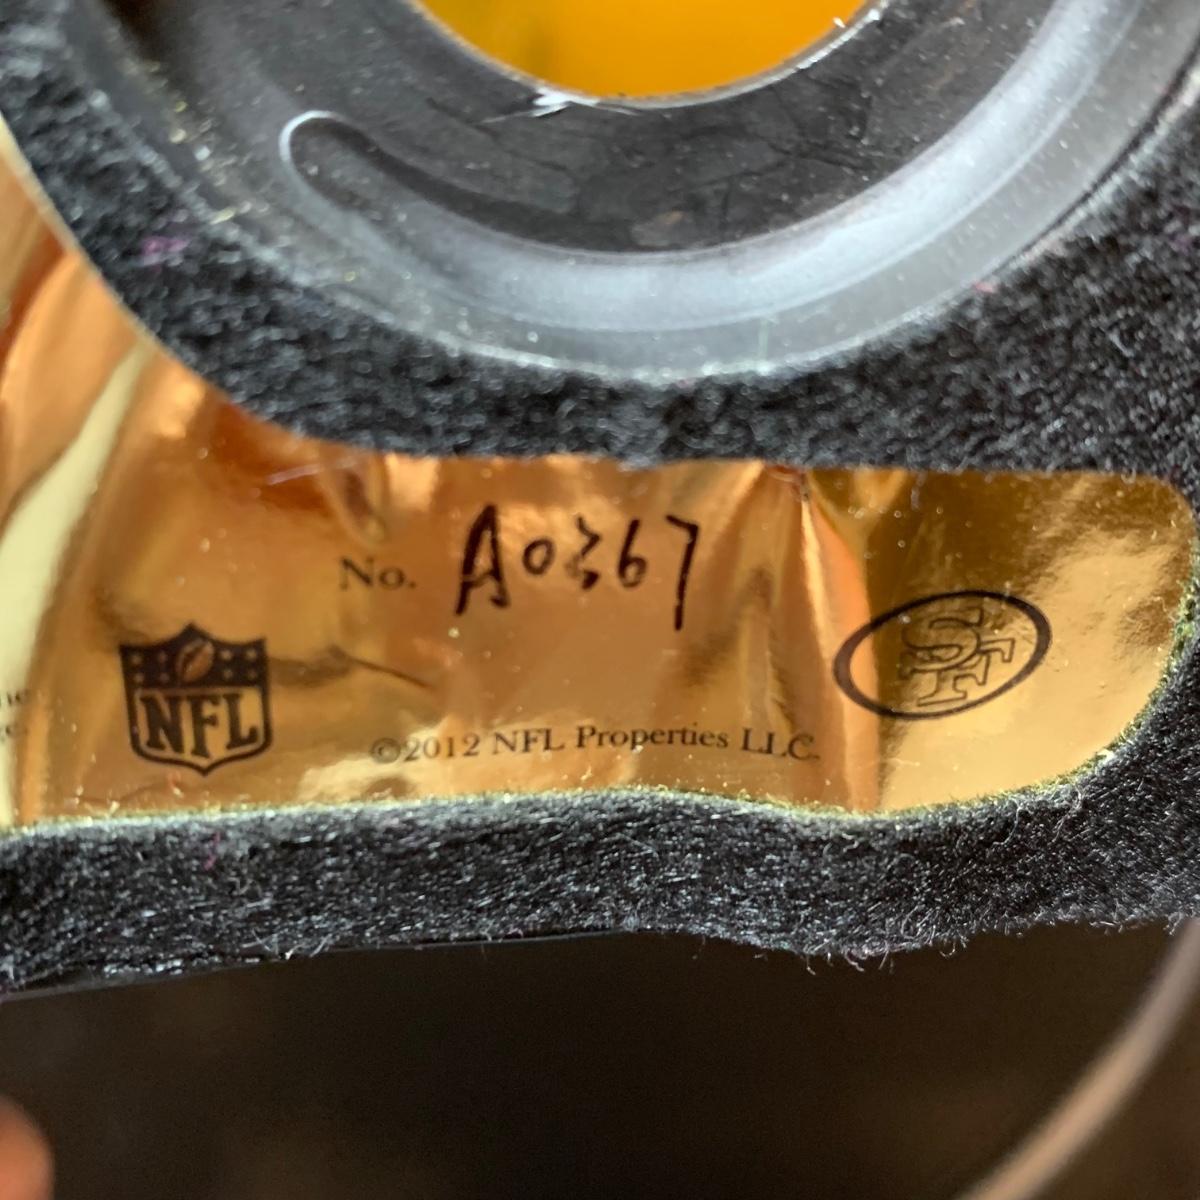 No. A0367
NFL
SF
©2012 NFL Properties LLC.